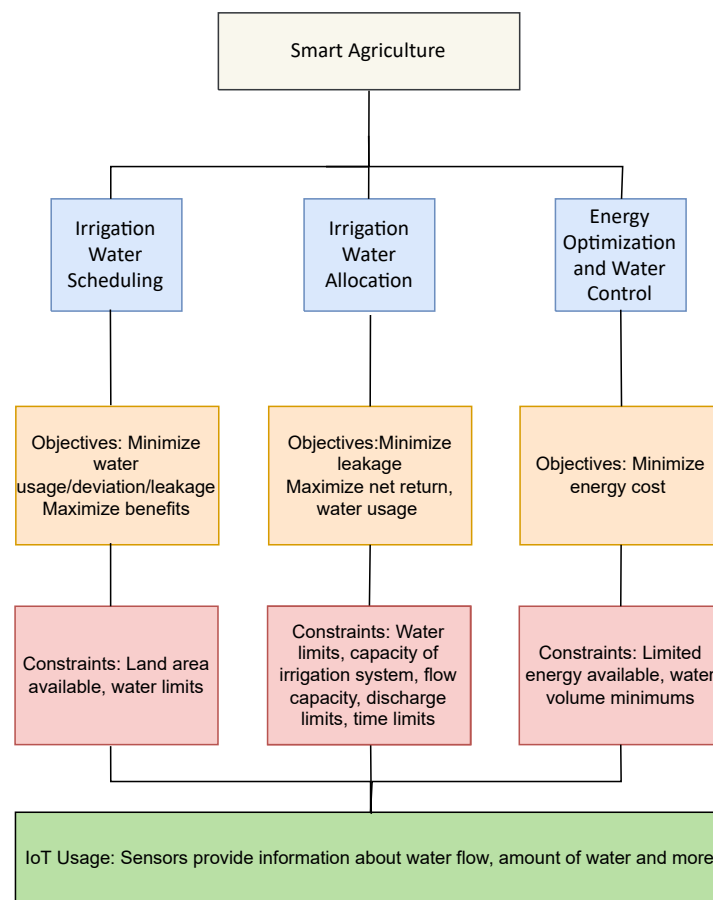 Smart Agriculture
Irrigation
Water
Scheduling
Irrigation
Water
Allocation
Energy
Optimization
and Water
Control
Objectives: Minimize
water
usage/deviation/leakage
Maximize benefits
Objectives:Minimize
leakage
Maximize net return,
water usage
Objectives: Minimize
energy cost
Constraints: Land area
available, water limits
Constraints: Water
limits, capacity of
irrigation system, flow
capacity, discharge
limits, time limits
Constraints: Limited
energy available, water
volume minimums
IoT Usage: Sensors provide information about water flow, amount of water and more